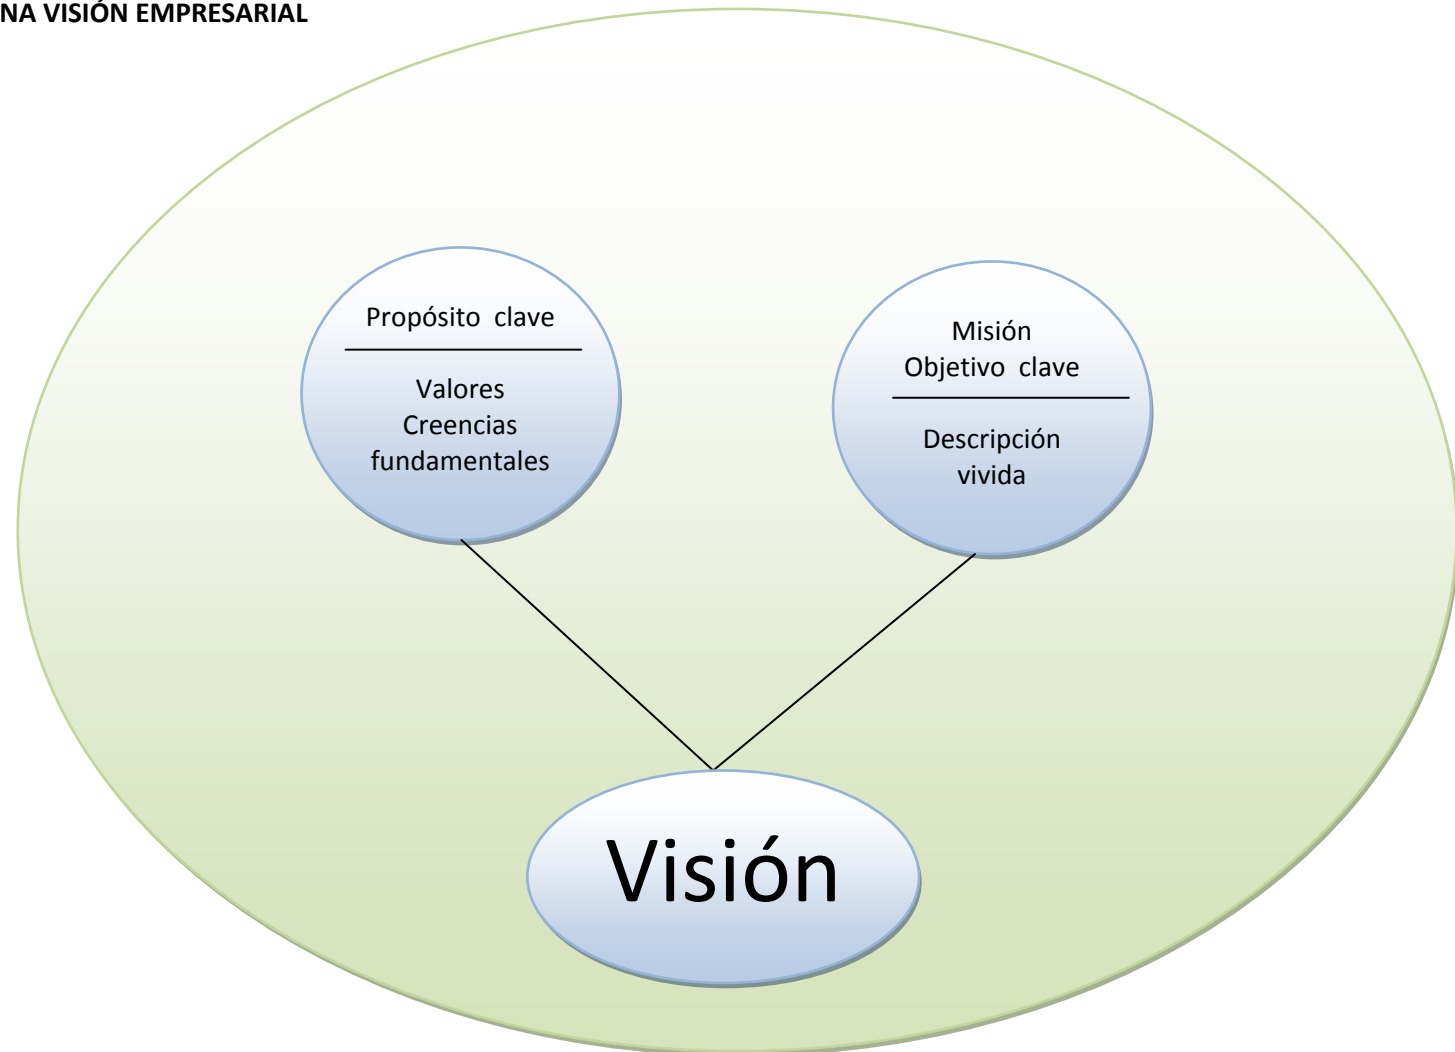 NA VISIÓN EMPRESARIAL
Propósito clave
Valores
Creencias
fundamentales
Misión
Objetivo clave
Descripción
vivida
Visión